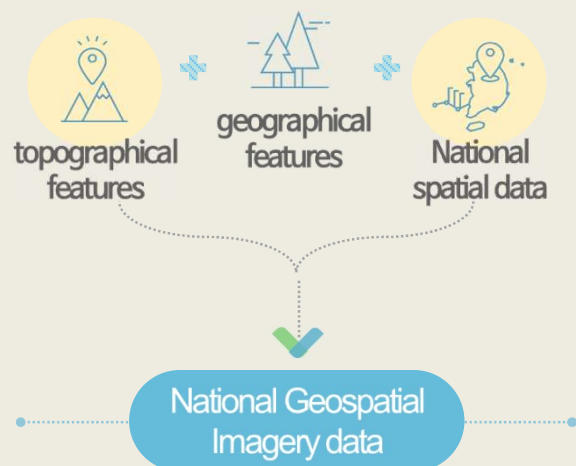 topographical
features
geographical
features
National
spatial data
National Geospatial
Imagery data